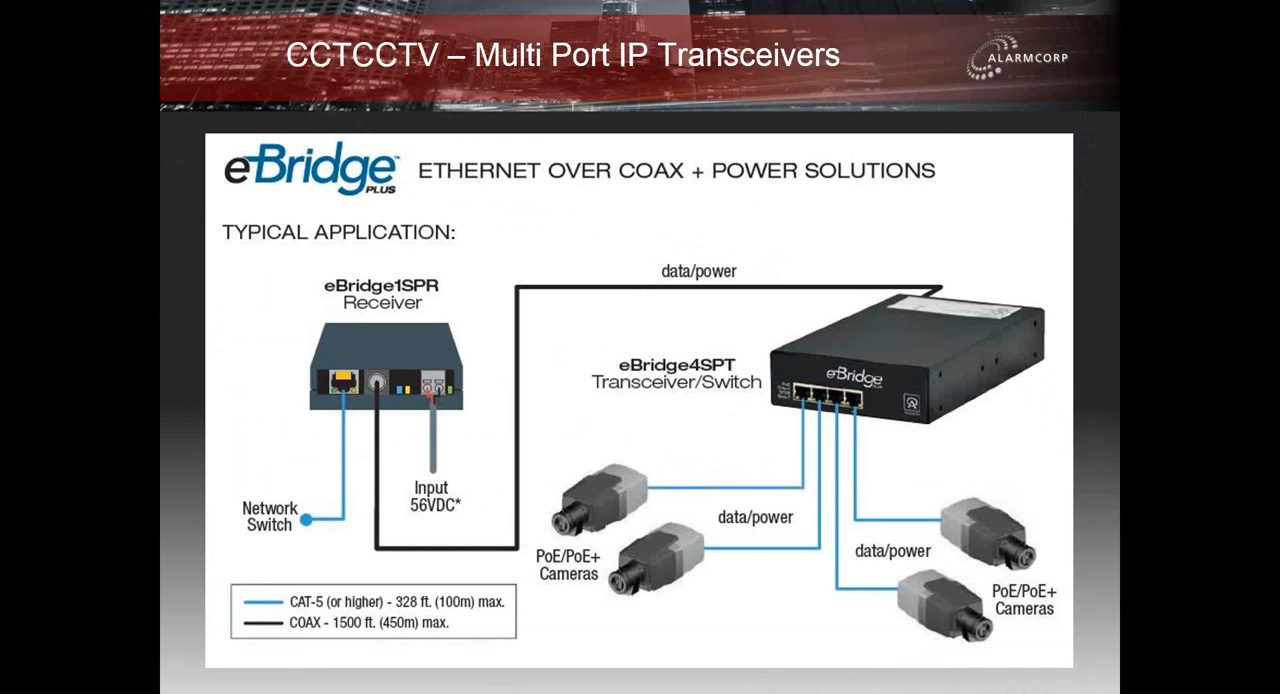 CCTCCTV – Multi Port IP Transceivers
ALARMCORP
eBridge™ PLUS
ETHERNET OVER COAX + POWER SOLUTIONS
TYPICAL APPLICATION:
data/power
eBridge1SPR
Receiver
eBridge4SPT
Transceiver/Switch
eBridge
Network
Switch
Input
56VDC*
data/power
PoE/PoE+
Cameras
data/power
PoE/PoE+
Cameras
CAT-5 (or higher) - 328 ft. (100m) max.
COAX - 1500 ft. (450m) max.